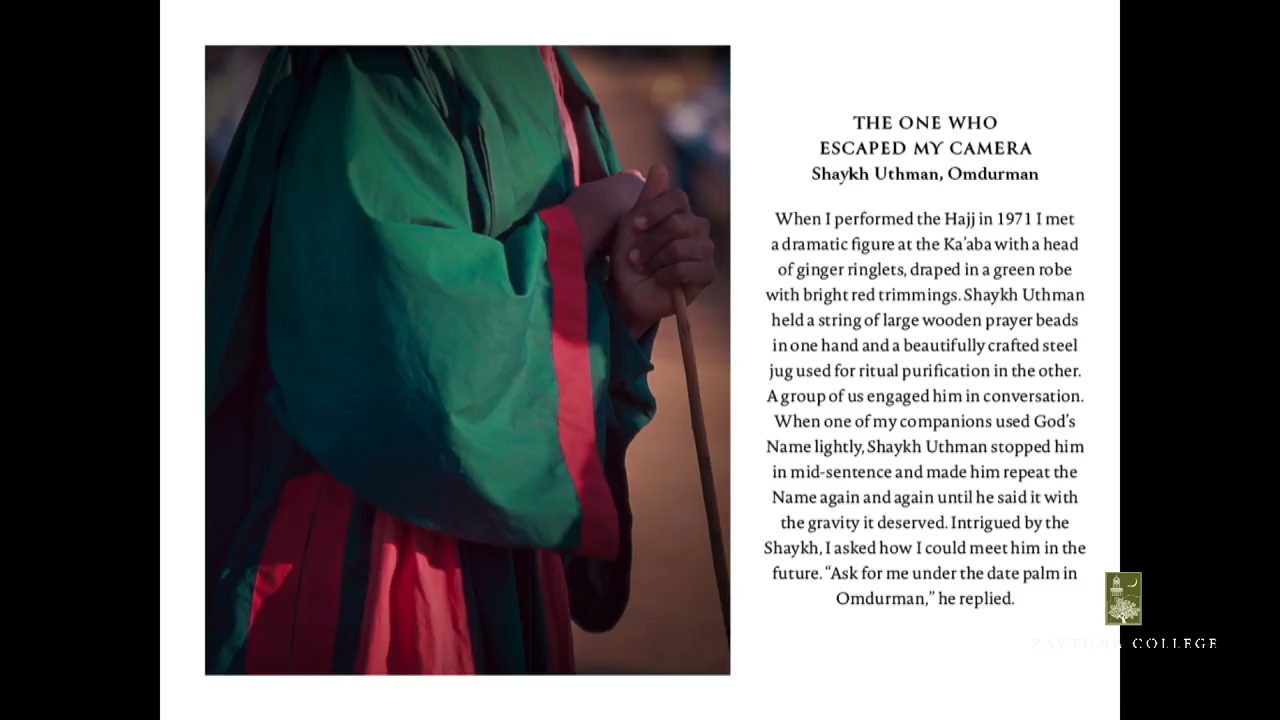 THE ONE WHO
ESCAPED MY CAMERA
Shaykh Uthman, Omdurman
When I performed the Hajj in 1971 I met
a dramatic figure at the Ka’aba with a head
of ginger ringlets, draped in a green robe
with bright red trimmings. Shaykh Uthman
held a string of large wooden prayer beads
in one hand and a beautifully crafted steel
jug used for ritual purification in the other.
A group of us engaged him in conversation.
When one of my companions used God’s
Name lightly, Shaykh Uthman stopped him
in mid-sentence and made him repeat the
Name again and again until he said it with
the gravity it deserved. Intrigued by the
Shaykh, I asked how I could meet him in the
future. “Ask for me under the date palm in
Omdurman,” he replied.
ZAYTUNA COLLEGE